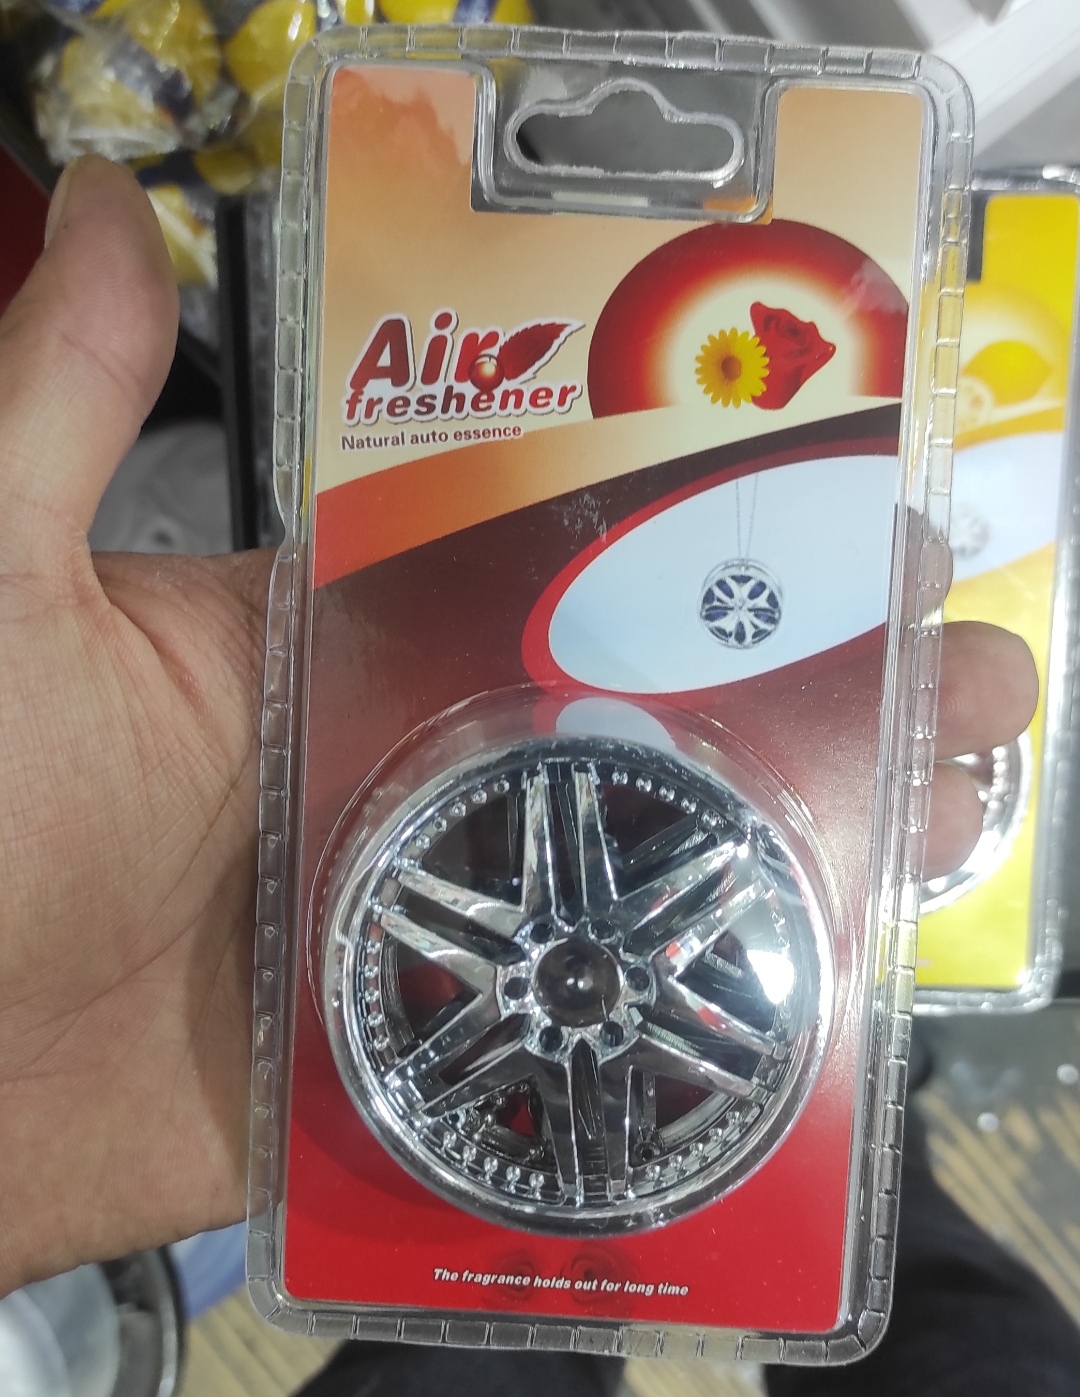 Air
freshener
Natural auto essence
The fragrance holds out for long time